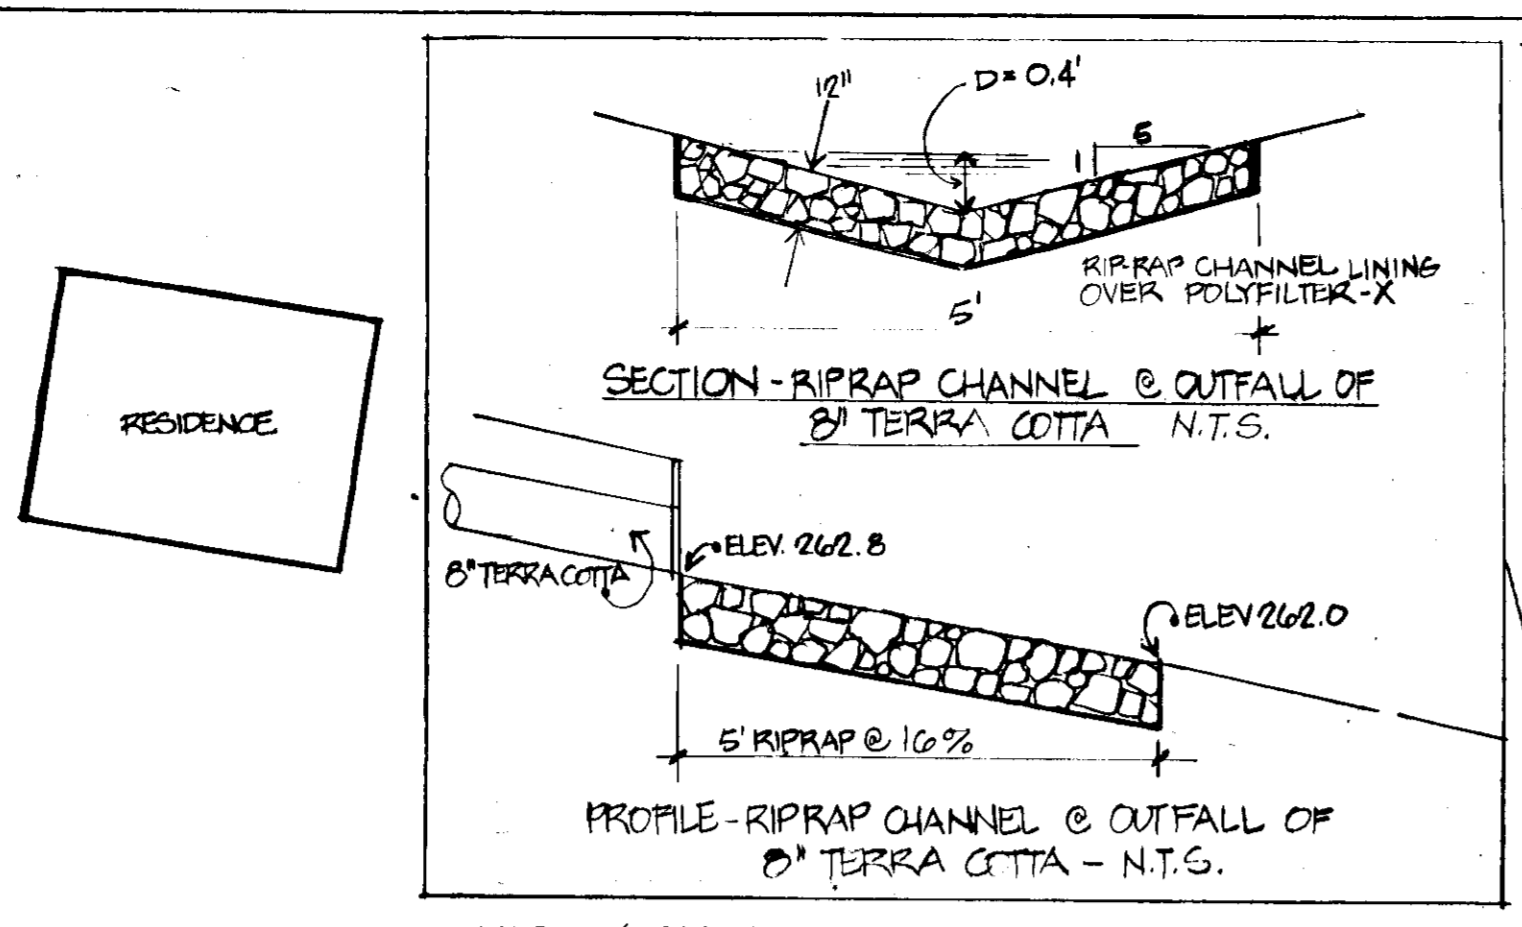 12"
D = 0.4'
5
1
RIP-RAP CHANNEL LINING
OVER POLYFILTER-X
5'
SECTION - RIPRAP CHANNEL @ OUTFALL OF
8" TERRA COTTA N.T.S.
RESIDENCE
ELEV. 262.8
8" TERRA COTTA
ELEV 262.0
5' RIPRAP @ 16%
PROFILE - RIPRAP CHANNEL @ OUTFALL OF
8" TERRA COTTA - N.T.S.